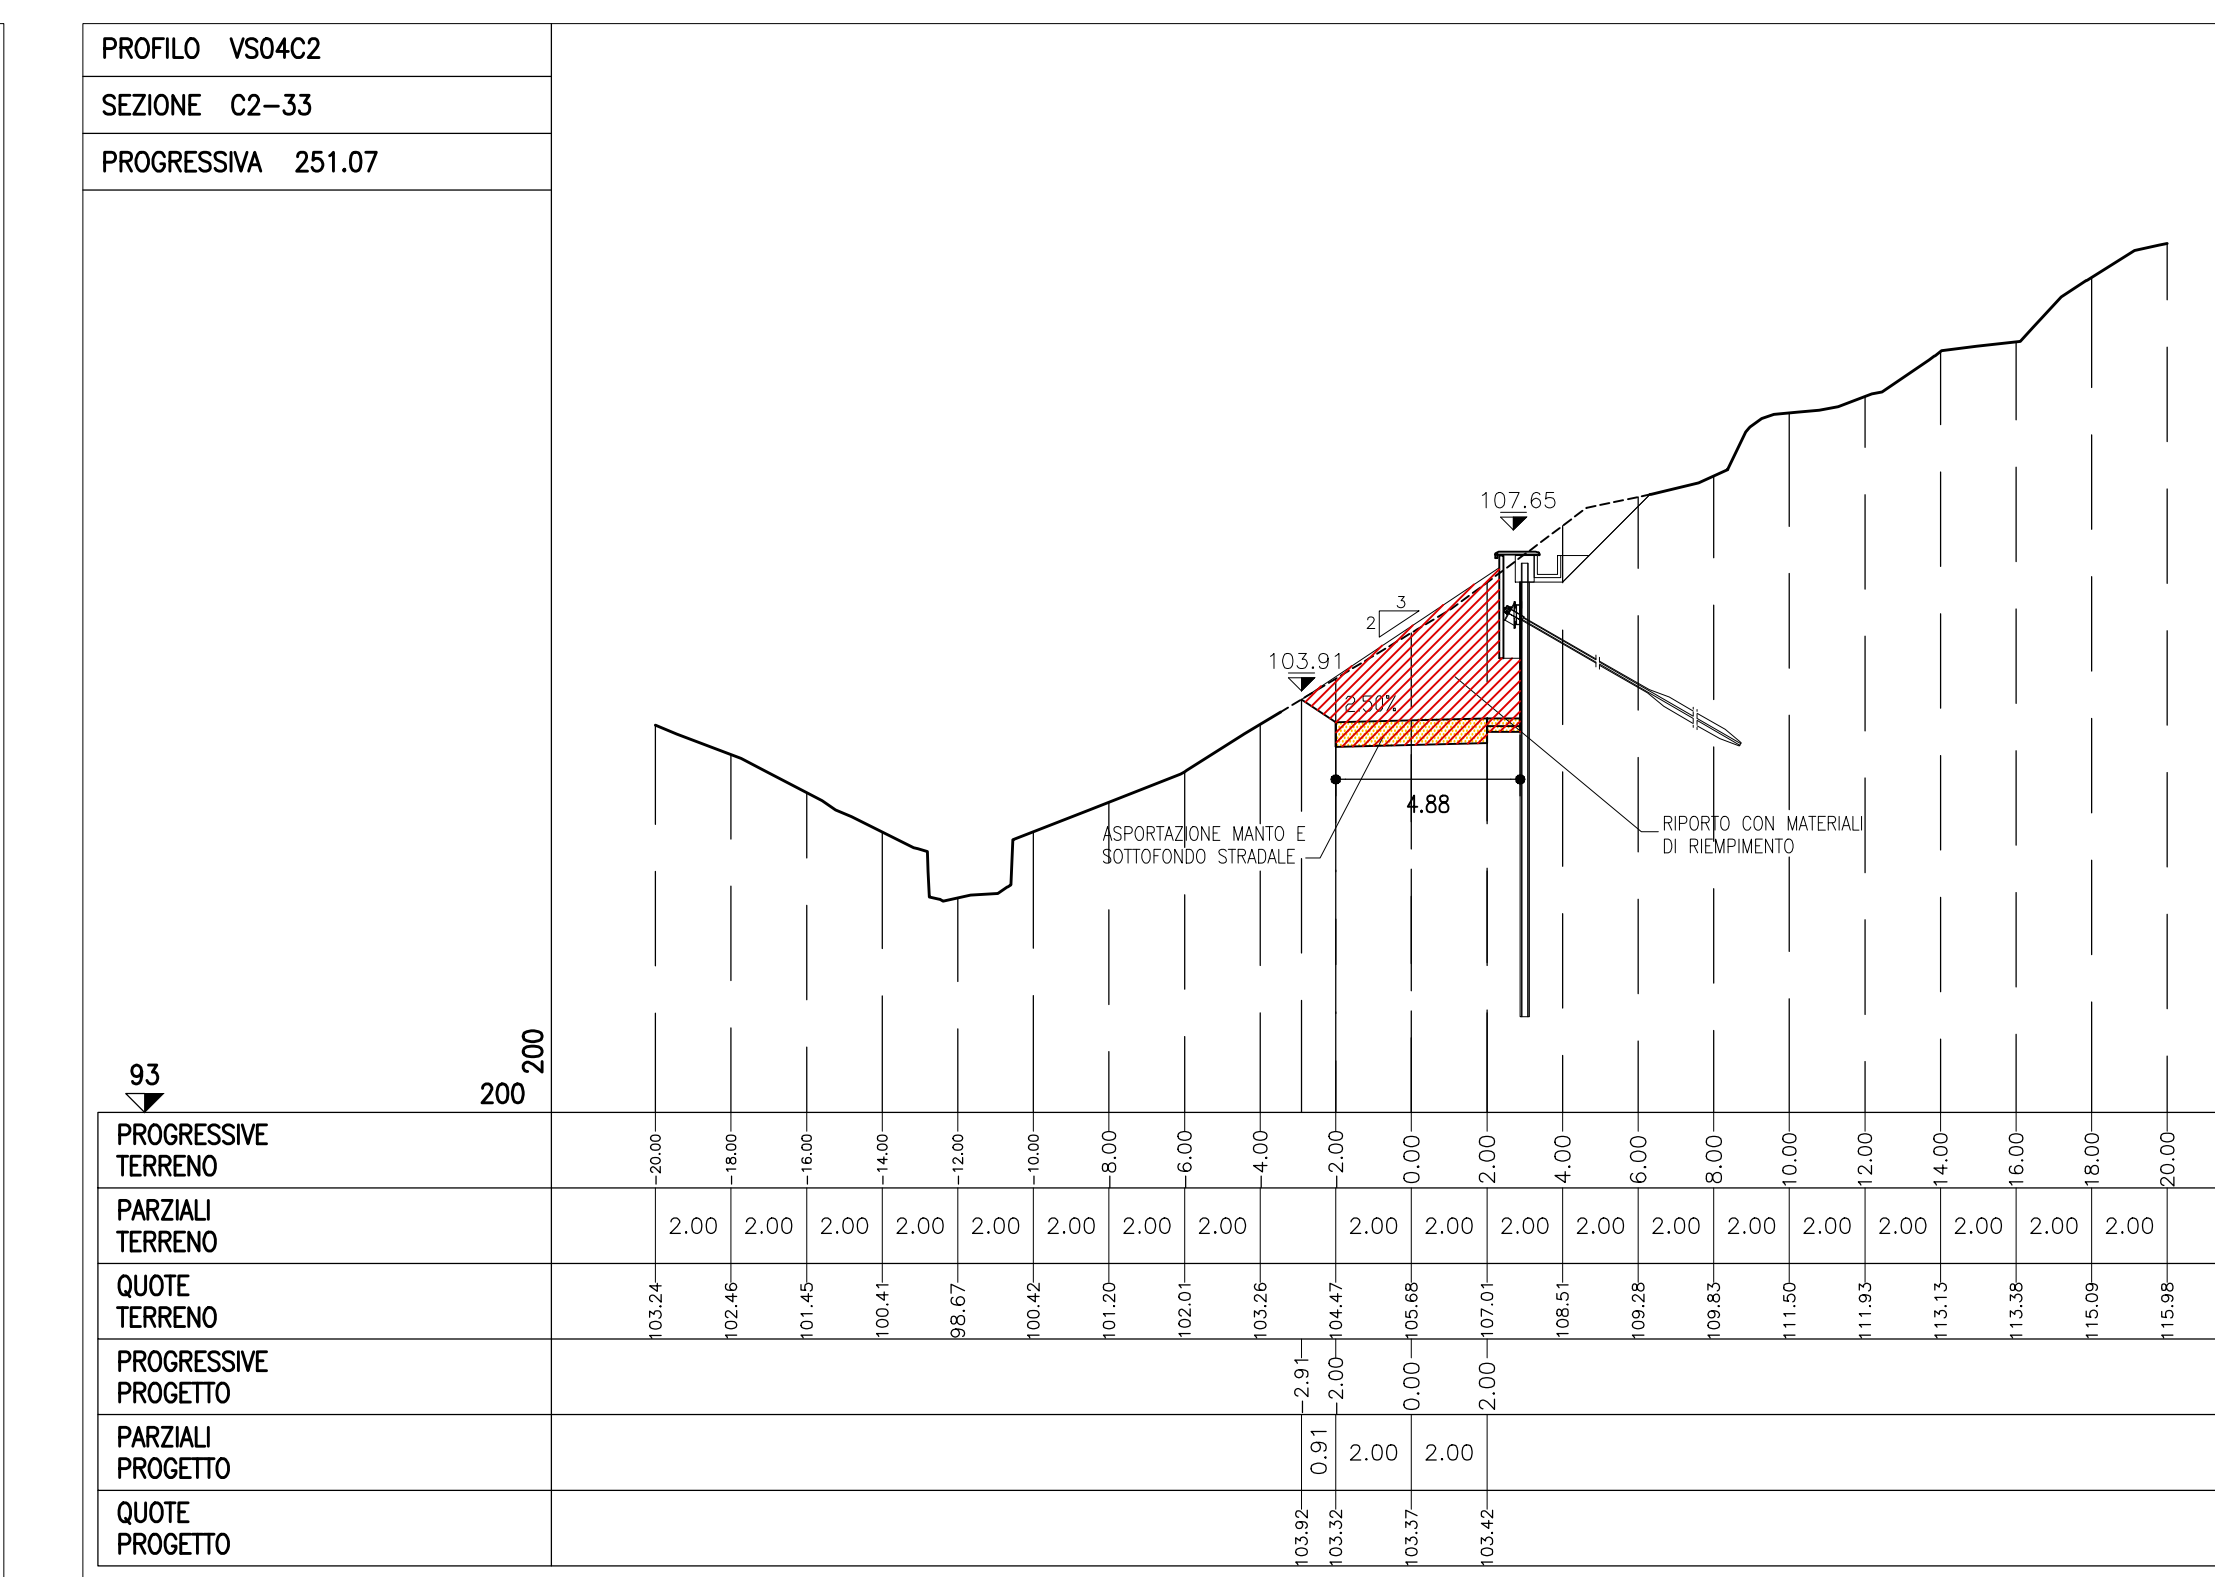 PROFILO VS04C2
SEZIONE C2-33
PROGRESSIVA 251.07
107.65
3
2
103.91
2.50%
4.88
ASPORTAZIONE MANTO E
SOTTOFONDO STRADALE
RIPORTO CON MATERIALI
DI RIEMPIMENTO
93
200
200
PROGRESSIVE
TERRENO
-20.00 -18.00 -16.00 -14.00 -12.00 -10.00 -8.00 -6.00 -4.00 -2.00 0.00 2.00 4.00 6.00 8.00 10.00 12.00 14.00 16.00 18.00 20.00
PARZIALI
TERRENO
2.00 2.00 2.00 2.00 2.00 2.00 2.00 2.00 2.00 2.00 2.00 2.00 2.00 2.00 2.00 2.00 2.00 2.00 2.00
QUOTE
TERRENO
103.24 102.46 101.45 100.41 98.67 100.42 101.20 102.01 103.26 104.47 105.68 107.01 108.51 109.28 109.83 111.50 111.93 113.13 113.38 115.09 115.98
PROGRESSIVE
PROGETTO
-2.91 -2.00 0.00 2.00
PARZIALI
PROGETTO
0.91 2.00 2.00
QUOTE
PROGETTO
103.92 103.32 103.37 103.42